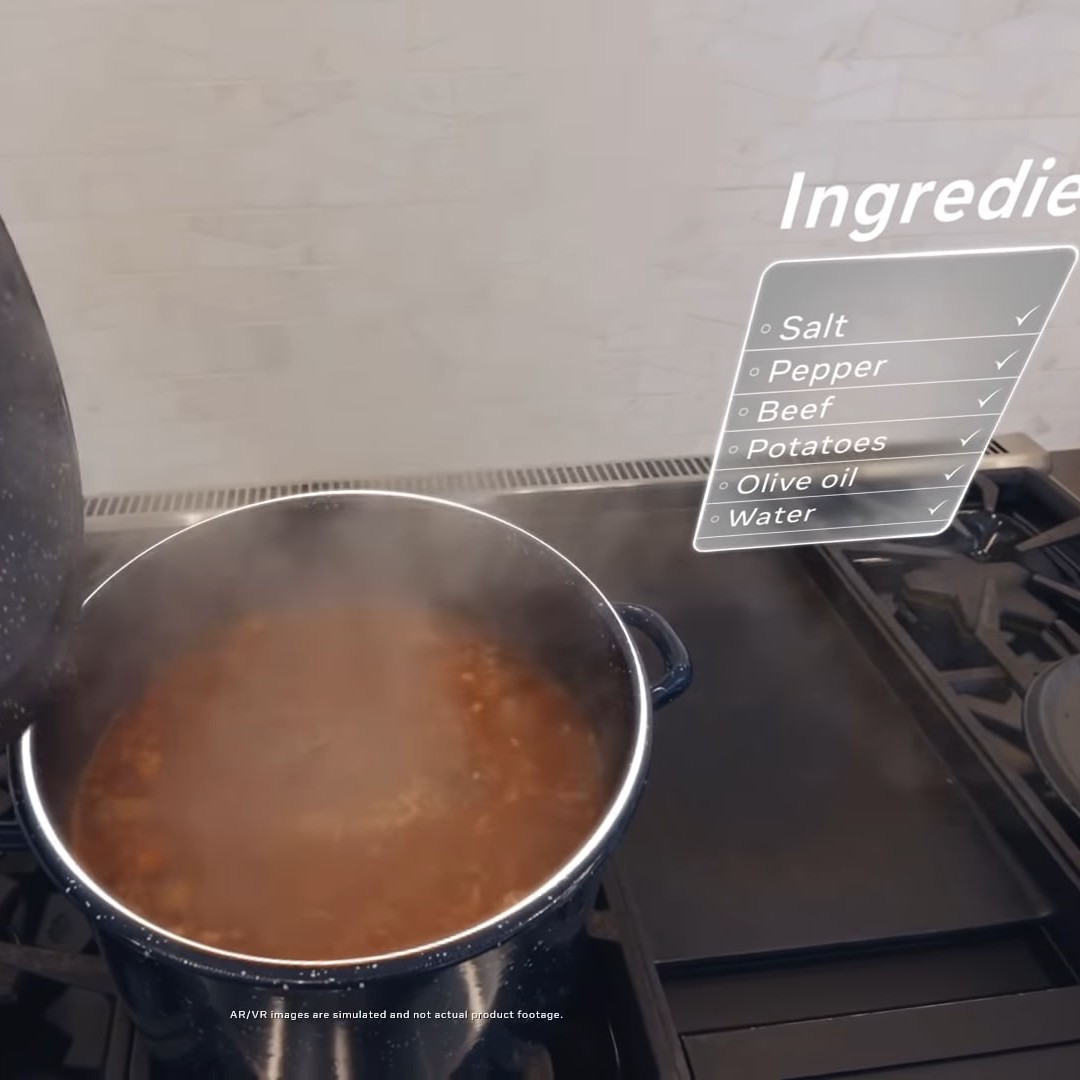 Ingredie
Salt ✓
Pepper ✓
Beef ✓
Potatoes ✓
Olive oil ✓
Water ✓
AR/VR images are simulated and not actual product footage.